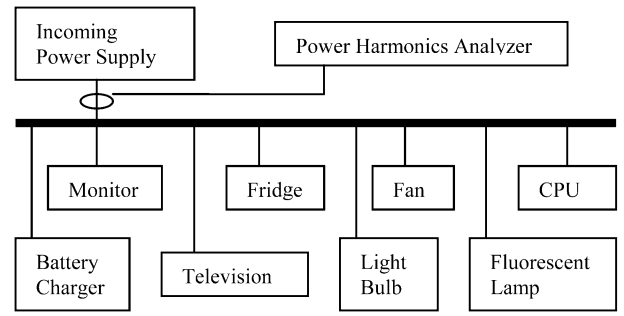 Incoming
Power Supply
Power Harmonics Analyzer
Monitor
Fridge
Fan
CPU
Battery
Charger
Television
Light
Bulb
Fluorescent
Lamp